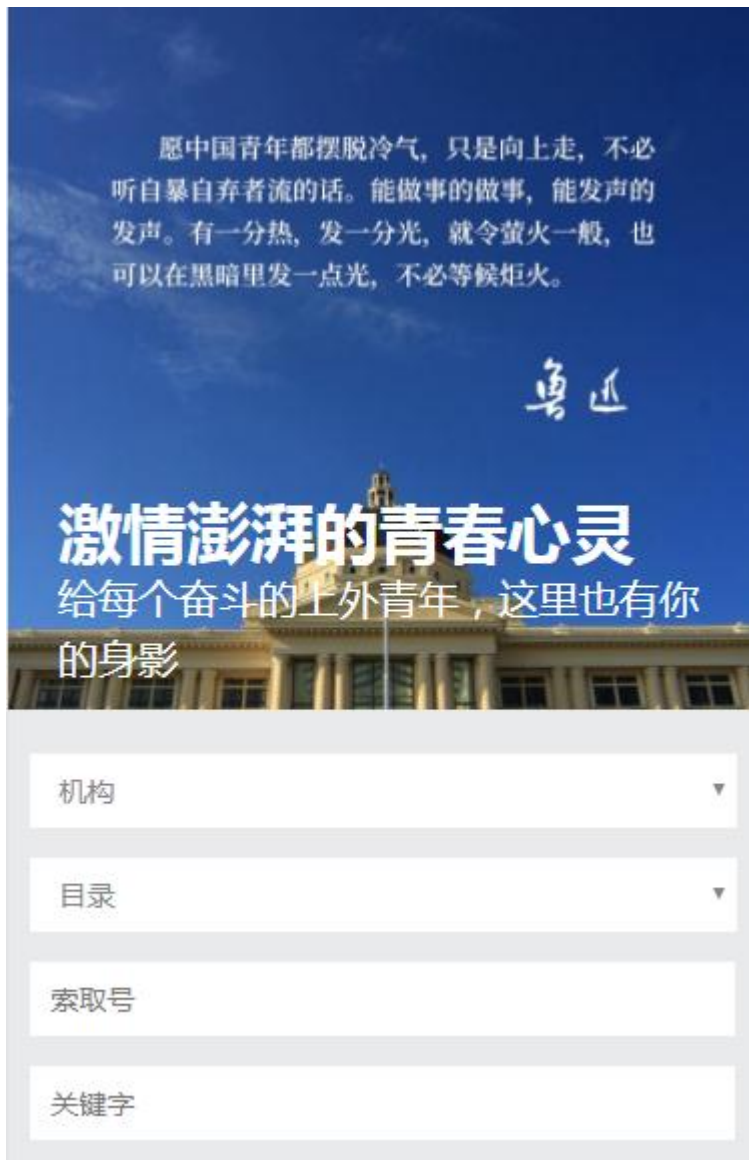 愿中国青年都摆脱冷气，只是向上走，不必
听自暴自弃者流的话。能做事的做事，能发声的
发声。有一分热，发一分光，就令萤火一般，也
可以在黑暗里发一点光，不必等候炬火。
鲁迅
激情澎湃的青春心灵
给每个奋斗的上外青年，这里也有你
的身影
机构
目录
索取号
关键字